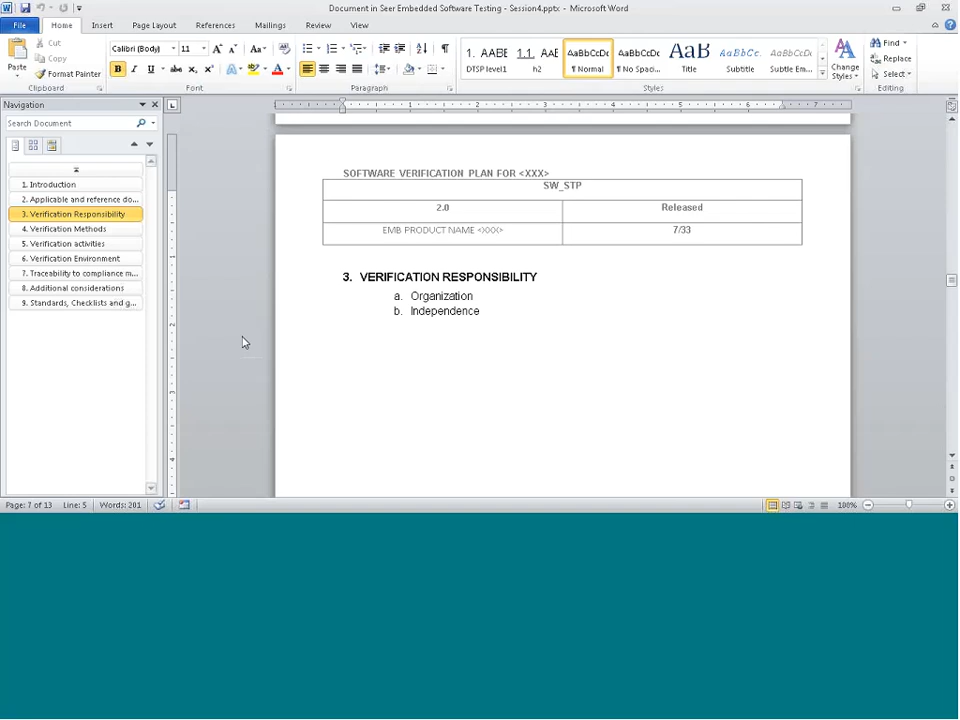 Document in Seer Embedded Software Testing - Session4.pptx - Microsoft Word
File Home Insert Page Layout References Mailings Review View
Paste
Cut
Copy
Format Painter
Clipboard
Calibri (Body) 11
B I U abc
Font
Paragraph
1. AABE 1.1. AAE AaBbCcDc AaBbCcDc AaB AaBbCc. AaBbCcDc
DTSP level1 h2 ¶ Normal ¶ No Spaci... Title Subtitle Subtle Em...
Styles
Change Styles
Find
Replace
Select
Editing
Navigation
Search Document
1. Introduction
2. Applicable and reference do...
3. Verification Responsibility
4. Verification Methods
5. Verification activities
6. Verification Environment
7. Traceability to compliance m...
8. Additional considerations
9. Standards, Checklists and g...
SOFTWARE VERIFICATION PLAN FOR <XXX>
SW_STP
2.0 Released
EMB PRODUCT NAME <XXX> 7/33
3. VERIFICATION RESPONSIBILITY
a. Organization
b. Independence
Page: 7 of 13 Line: 5 Words: 201 100%